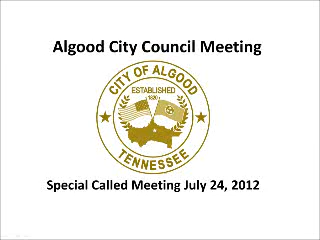 Algood City Council Meeting
CITY OF ALGOOD
ESTABLISHED
TENNESSEE
Special Called Meeting July 24, 2012